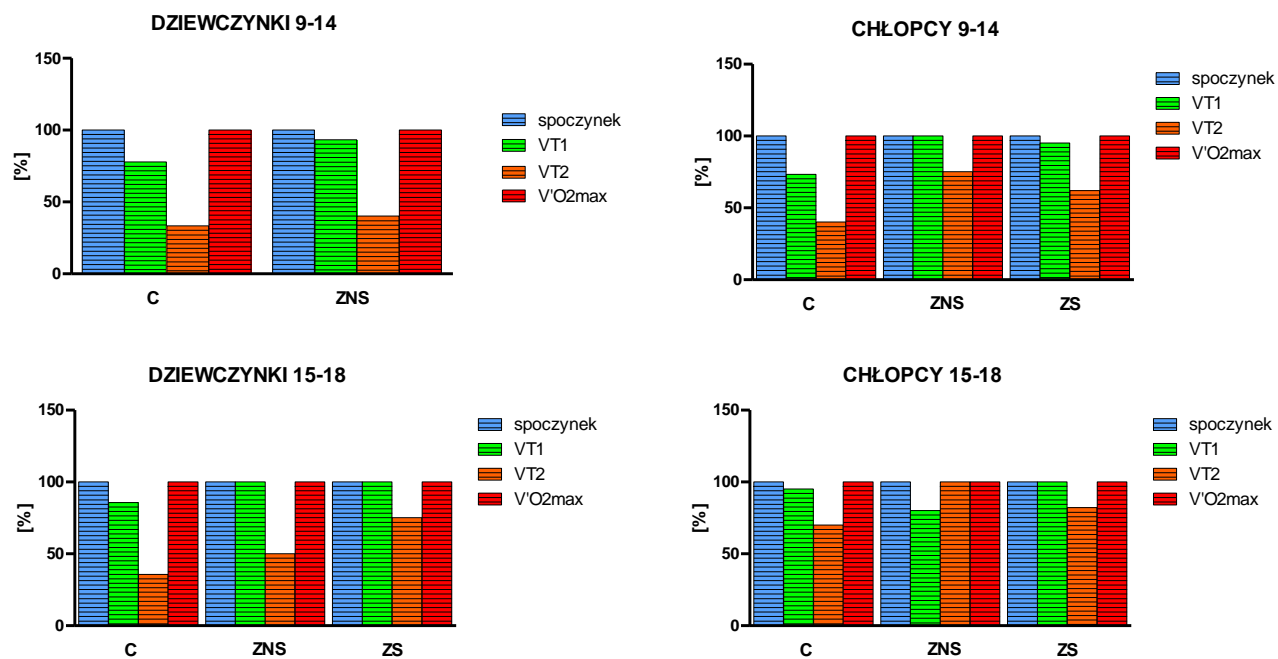 DZIEWCZYNKI 9-14
150
100
50
0
[%]
C ZNS
spoczynek
VT1
VT2
V'O2max
CHŁOPCY 9-14
150
100
50
0
[%]
C ZNS ZS
spoczynek
VT1
VT2
V'O2max
DZIEWCZYNKI 15-18
150
100
50
0
[%]
C ZNS ZS
spoczynek
VT1
VT2
V'O2max
CHŁOPCY 15-18
150
100
50
0
[%]
C ZNS ZS
spoczynek
VT1
VT2
V'O2max